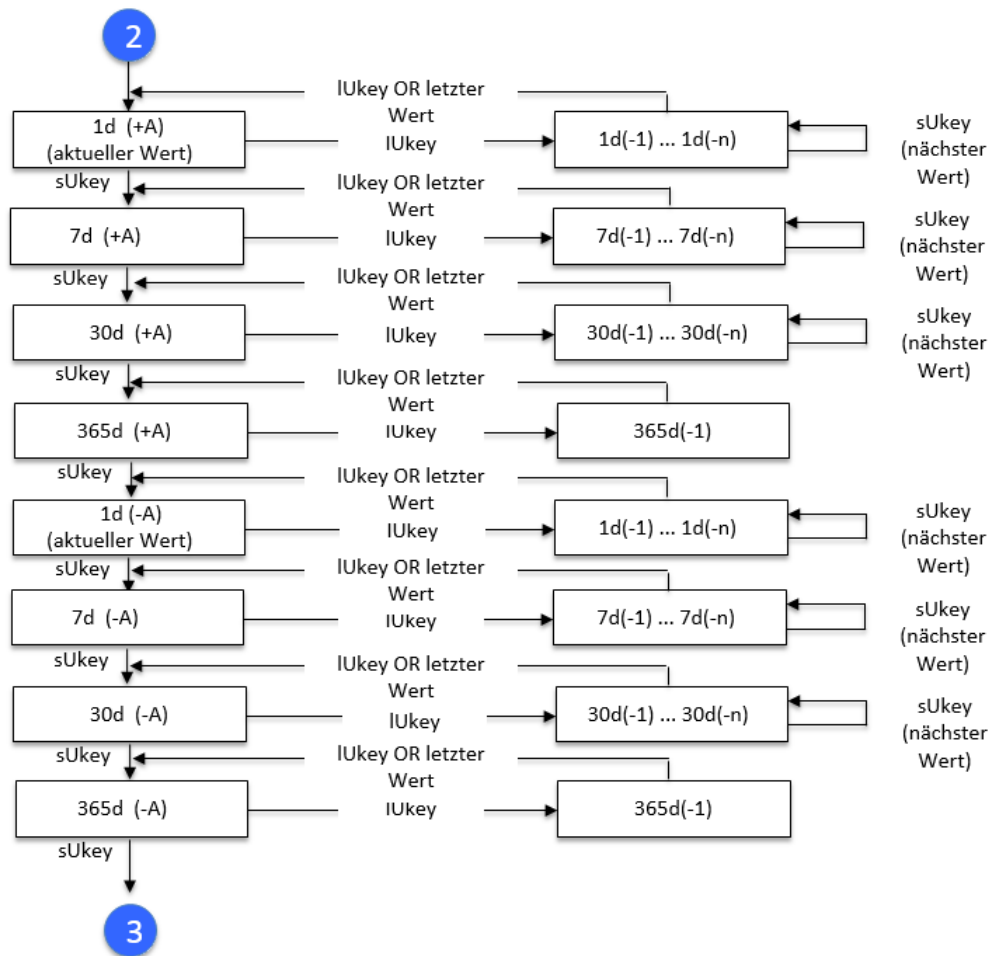 2
lUkey OR letzter
Wert
1d (+A)
(aktueller Wert)
lUkey
1d(-1) ... 1d(-n)
sUkey
(nächster
Wert)
sUkey
lUkey OR letzter
Wert
7d (+A)
lUkey
7d(-1) ... 7d(-n)
sUkey
(nächster
Wert)
sUkey
lUkey OR letzter
Wert
30d (+A)
lUkey
30d(-1) ... 30d(-n)
sUkey
(nächster
Wert)
sUkey
lUkey OR letzter
Wert
365d (+A)
lUkey
365d(-1)
sUkey
lUkey OR letzter
Wert
1d (-A)
(aktueller Wert)
lUkey
1d(-1) ... 1d(-n)
sUkey
(nächster
Wert)
sUkey
lUkey OR letzter
Wert
7d (-A)
lUkey
7d(-1) ... 7d(-n)
sUkey
(nächster
Wert)
sUkey
lUkey OR letzter
Wert
30d (-A)
lUkey
30d(-1) ... 30d(-n)
sUkey
(nächster
Wert)
sUkey
lUkey OR letzter
Wert
365d (-A)
lUkey
365d(-1)
sUkey
3